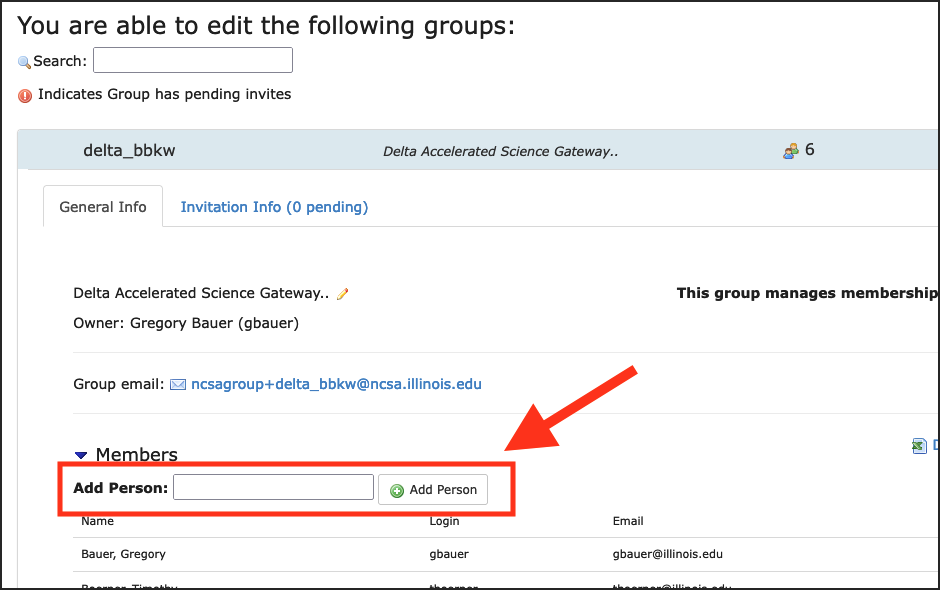 You are able to edit the following groups:
Search:
Indicates Group has pending invites
delta_bbkw Delta Accelerated Science Gateway.. 6
General Info Invitation Info (0 pending)
Delta Accelerated Science Gateway.. This group manages membership
Owner: Gregory Bauer (gbauer)
Group email: ncsagroup+delta_bbkw@ncsa.illinois.edu
Members
Add Person: Add Person
Name Login Email
Bauer, Gregory gbauer gbauer@illinois.edu